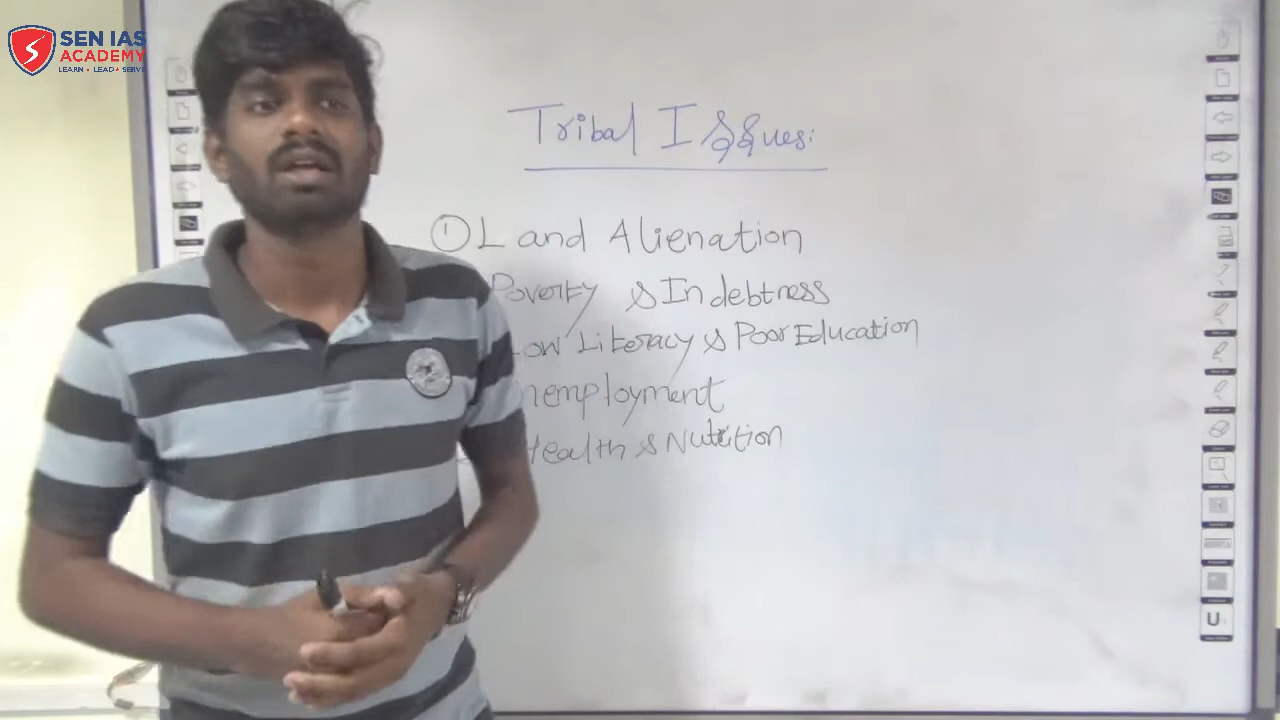 SEN IAS
ACADEMY
LEARN • LEAD • SERVE
Tribal Issues:
① Land Alienation
Poverty & Indebtness
Low Literacy & Poor Education
nemployment
Health & Nutrition
U